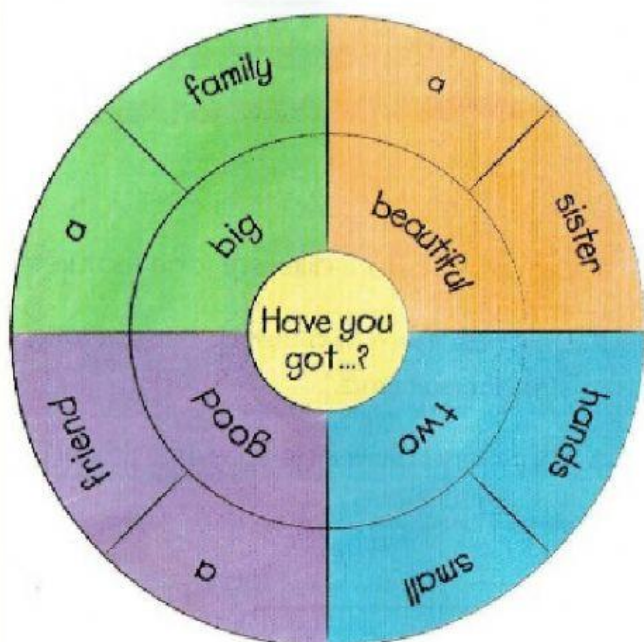 family
a
big
a
beautiful
sister
Have you
got...?
good
friend
a
two
hands
small